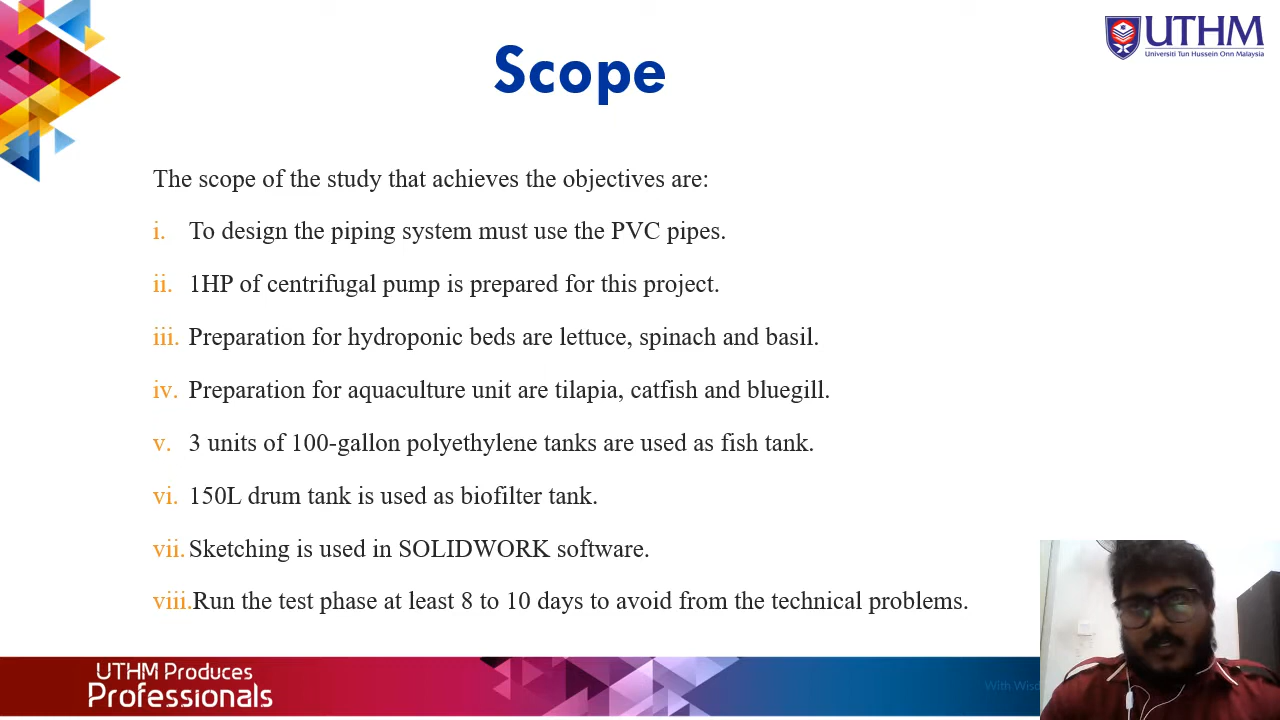 UTHM
Universiti Tun Hussein Onn Malaysia
Scope
The scope of the study that achieves the objectives are:
i. To design the piping system must use the PVC pipes.
ii. 1HP of centrifugal pump is prepared for this project.
iii. Preparation for hydroponic beds are lettuce, spinach and basil.
iv. Preparation for aquaculture unit are tilapia, catfish and bluegill.
v. 3 units of 100-gallon polyethylene tanks are used as fish tank.
vi. 150L drum tank is used as biofilter tank.
vii. Sketching is used in SOLIDWORK software.
viii. Run the test phase at least 8 to 10 days to avoid from the technical problems.
UTHM Produces
Professionals
With